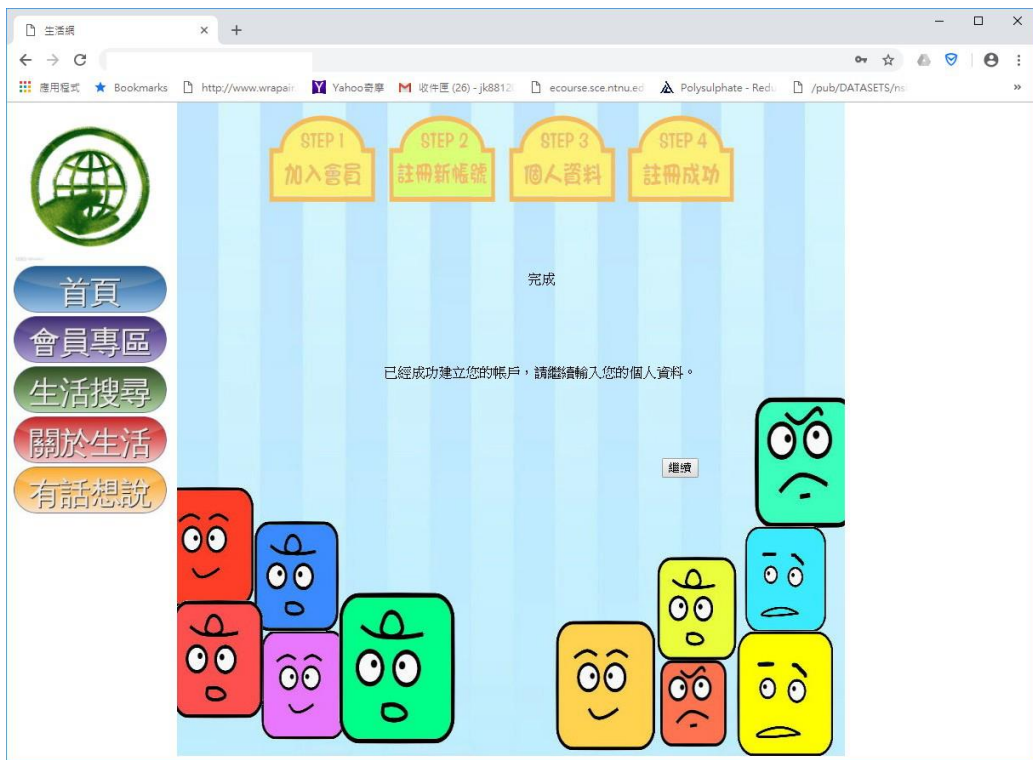 生活網
應用程式
Bookmarks
http://www.wrapair
Yahoo奇摩
收件匣 (26) - jk8812
ecourse.sce.ntnu.ed
Polysulphate - Redu
/pub/DATASETS/ns
»
STEP 1
加入會員
STEP 2
註冊新帳號
STEP 3
個人資料
STEP 4
註冊成功
首頁
會員專區
生活搜尋
關於生活
有話想說
完成
已經成功建立您的帳戶，請繼續輸入您的個人資料。
繼續